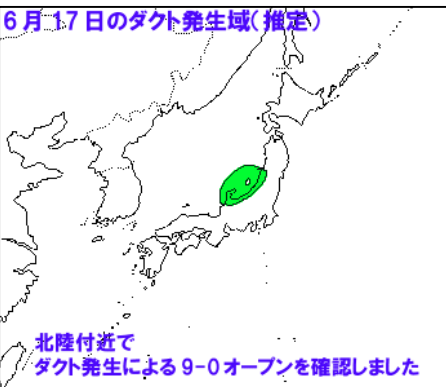 6月17日のダクト発生域(推定)
北陸付近で
ダクト発生による9-0オープンを確認しました